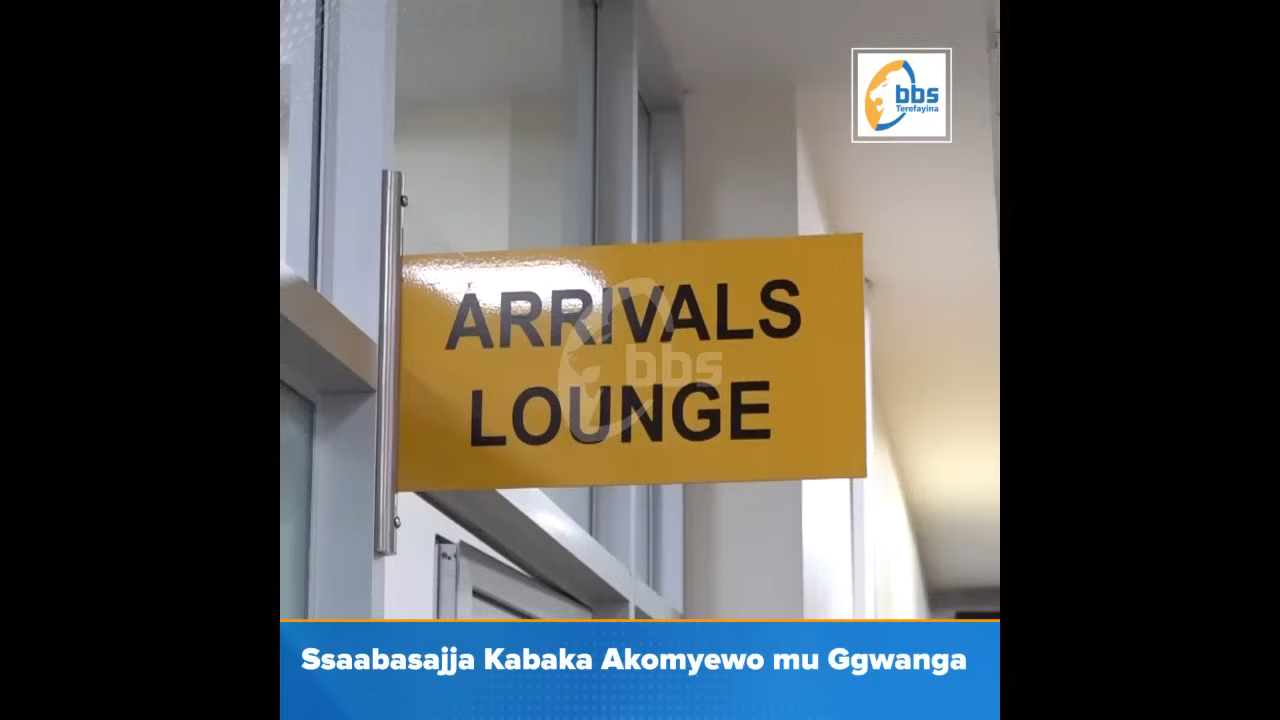 bbs
Terefayina
ARRIVALS
bbs
LOUNGE
Ssaabasajja Kabaka Akomyewo mu Ggwanga